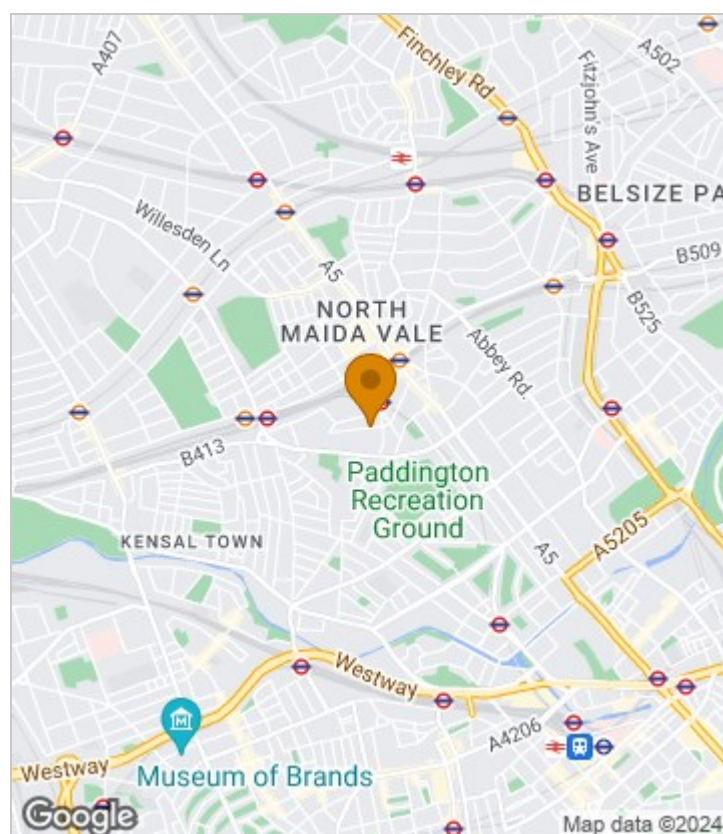 A407
Finchley Rd
Fitzjohn's Ave
A502
BELSIZE PA
Willesden Ln
A5
B509
B525
NORTH
MAIDA VALE
Abbey Rd.
B413
Paddington
Recreation
Ground
KENSAL TOWN
A5
A5205
Westway
A4206
M
Westway
Museum of Brands
Google
Map data ©2024